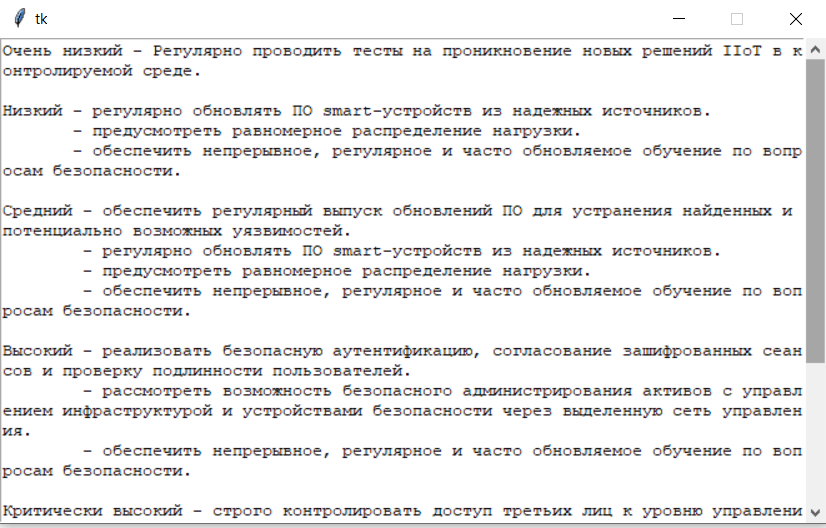 tk
Очень низкий – Регулярно проводить тесты на проникновение новых решений IIoT в к
онтролируемой среде.
Низкий – регулярно обновлять ПО smart-устройств из надежных источников.
– предусмотреть равномерное распределение нагрузки.
– обеспечить непрерывное, регулярное и часто обновляемое обучение по вопр
осам безопасности.
Средний – обеспечить регулярный выпуск обновлений ПО для устранения найденных и
потенциально возможных уязвимостей.
– регулярно обновлять ПО smart-устройств из надежных источников.
– предусмотреть равномерное распределение нагрузки.
– обеспечить непрерывное, регулярное и часто обновляемое обучение по воп
росам безопасности.
Высокий – реализовать безопасную аутентификацию, согласование зашифрованных сеан
сов и проверку подлинности пользователей.
– рассмотреть возможность безопасного администрирования активов с управл
ением инфраструктурой и устройствами безопасности через выделенную сеть управлен
ия.
– обеспечить непрерывное, регулярное и часто обновляемое обучение по воп
росам безопасности.
Критически высокий – строго контролировать доступ третьих лиц к уровню управлени